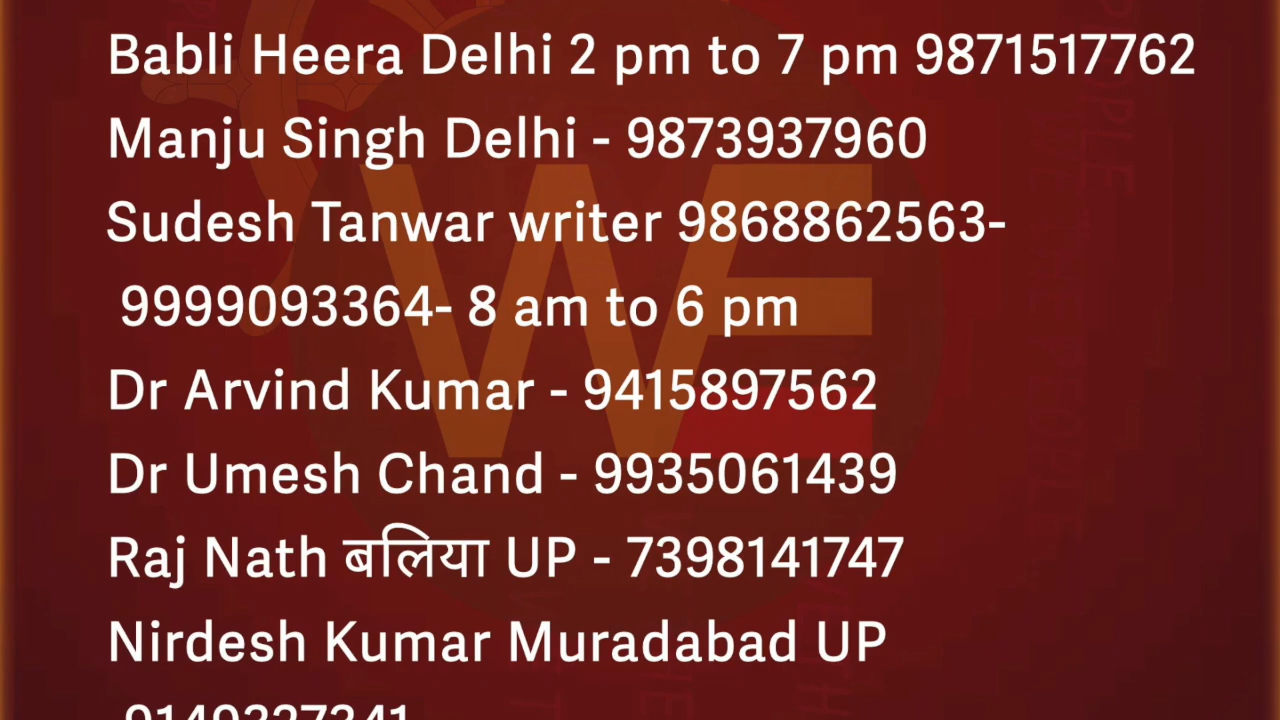 Babli Heera Delhi 2 pm to 7 pm 9871517762
Manju Singh Delhi - 9873937960
Sudesh Tanwar writer 9868862563-
9999093364- 8 am to 6 pm
Dr Arvind Kumar - 9415897562
Dr Umesh Chand - 9935061439
Raj Nath बलिया UP - 7398141747
Nirdesh Kumar Muradabad UP
WE